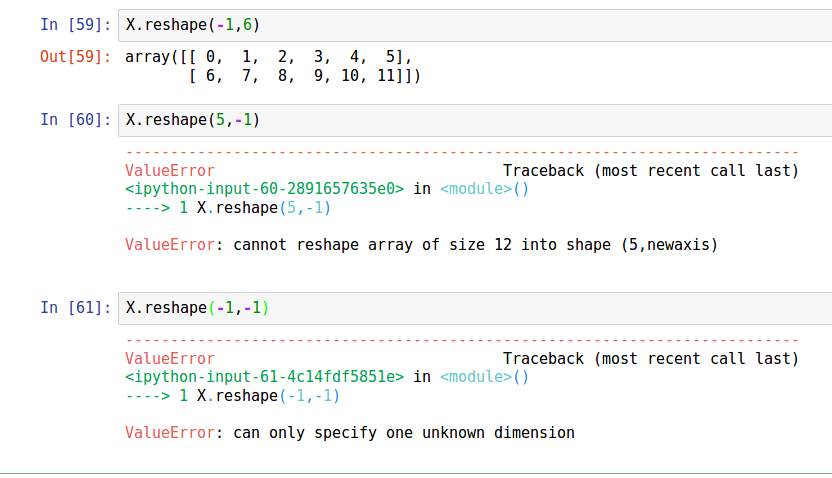 In [59]: X.reshape(-1,6)
Out[59]: array([[ 0,  1,  2,  3,  4,  5],
       [ 6,  7,  8,  9, 10, 11]])
In [60]: X.reshape(5,-1)
---------------------------------------------------------------------------
ValueError                                Traceback (most recent call last)
<ipython-input-60-2891657635e0> in <module>()
----> 1 X.reshape(5,-1)
ValueError: cannot reshape array of size 12 into shape (5,newaxis)
In [61]: X.reshape(-1,-1)
---------------------------------------------------------------------------
ValueError                                Traceback (most recent call last)
<ipython-input-61-4c14fdf5851e> in <module>()
----> 1 X.reshape(-1,-1)
ValueError: can only specify one unknown dimension